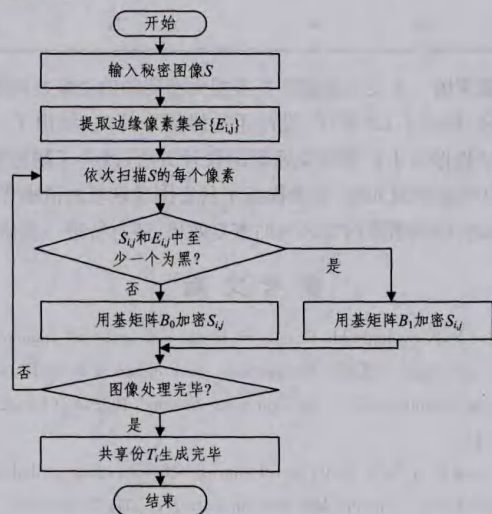 开始
输入秘密图像S
提取边缘像素集合{Ei,j}
依次扫描S的每个像素
Si,j和Ei,j中至
少一个为黑?
是
否
用基矩阵B0加密Si,j
用基矩阵B1加密Si,j
否
图像处理完毕?
是
共享份Ti生成完毕
结束